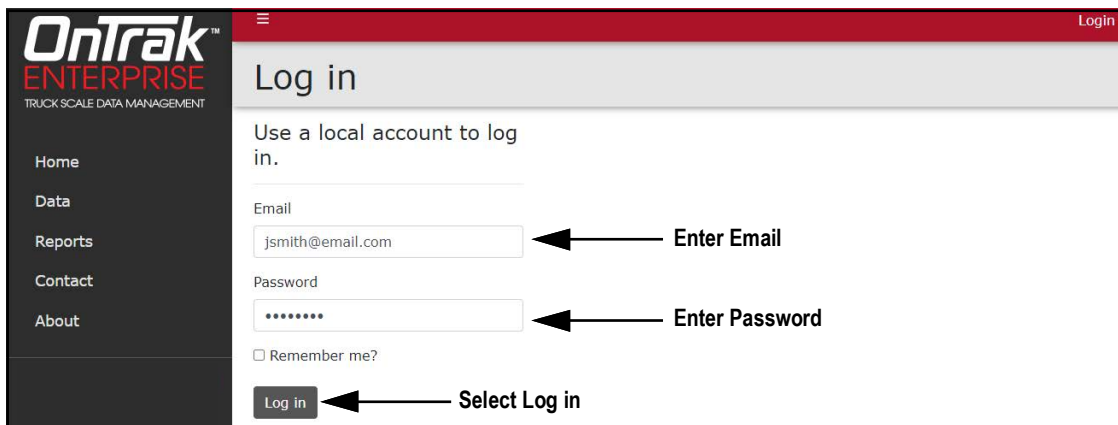 OnTrak™
ENTERPRISE
TRUCK SCALE DATA MANAGEMENT
Home
Data
Reports
Contact
About
☰
Login
Log in
Use a local account to log
in.
Email
jsmith@email.com
Enter Email
Password
••••••••
Enter Password
Remember me?
Log in
Select Log in